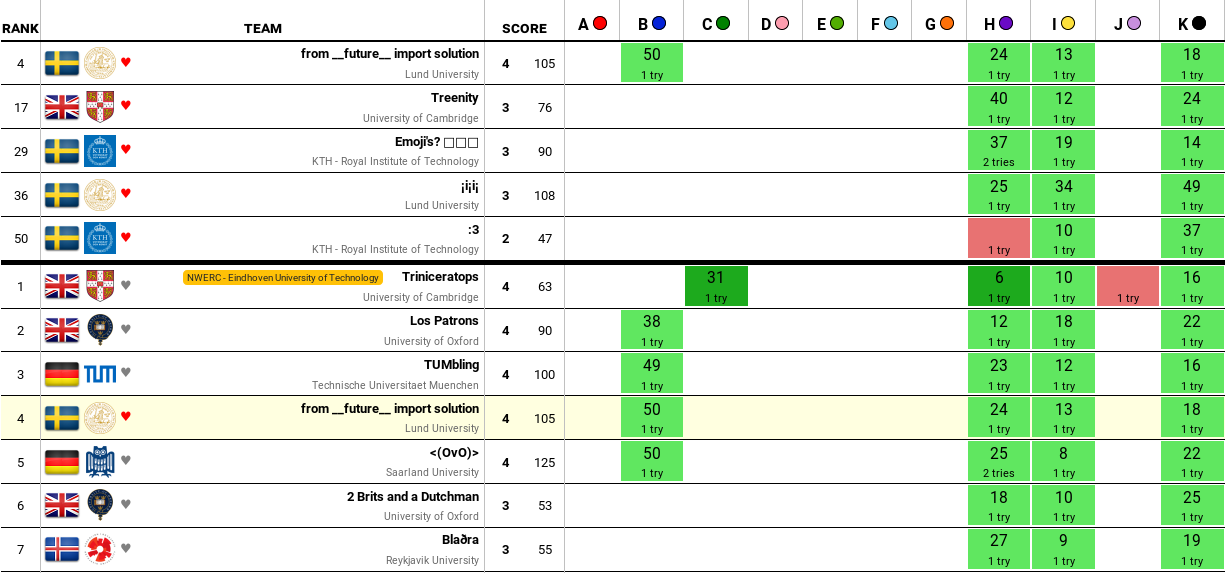 RANK TEAM SCORE A B C D E F G H I J K
4 from __future__ import solution 4 105 50 24 13 18
Lund University 1 try 1 try 1 try 1 try
17 Treenity 3 76 40 12 24
University of Cambridge 1 try 1 try 1 try
29 Emoji's? □□□ 3 90 37 19 14
KTH - Royal Institute of Technology 2 tries 1 try 1 try
36 ¡i¡i¡ 3 108 25 34 49
Lund University 1 try 1 try 1 try
50 :3 2 47 10 37
KTH - Royal Institute of Technology 1 try 1 try 1 try
1 NWERC - Eindhoven University of Technology Triniceratops 4 63 31 6 10 16
University of Cambridge 1 try 1 try 1 try 1 try 1 try
2 Los Patrons 4 90 38 12 18 22
University of Oxford 1 try 1 try 1 try 1 try
3 TUM TUMbling 4 100 49 23 12 16
Technische Universitaet Muenchen 1 try 1 try 1 try 1 try
4 from __future__ import solution 4 105 50 24 13 18
Lund University 1 try 1 try 1 try 1 try
5 <(OvO)> 4 125 50 25 8 22
Saarland University 1 try 2 tries 1 try 1 try
6 2 Brits and a Dutchman 3 53 18 10 25
University of Oxford 1 try 1 try 1 try
7 Blaðra 3 55 27 9 19
Reykjavik University 1 try 1 try 1 try